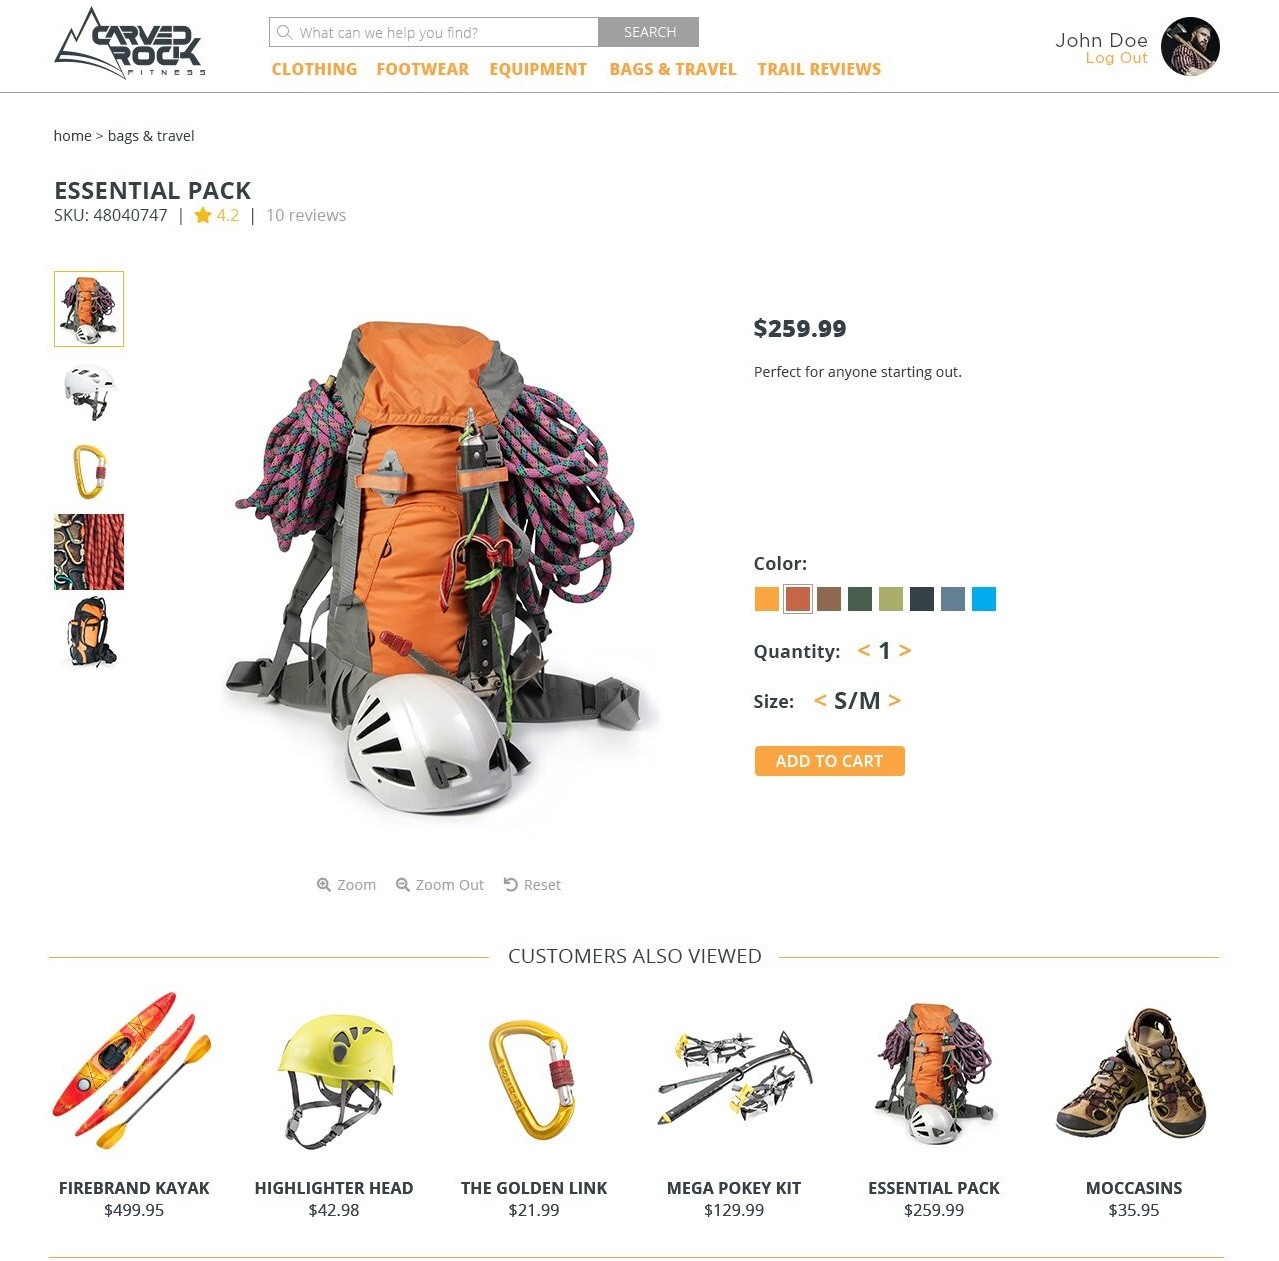 CARVED
ROCK
FITNESS
What can we help you find?
SEARCH
John Doe
Log Out
CLOTHING FOOTWEAR EQUIPMENT BAGS & TRAVEL TRAIL REVIEWS
home > bags & travel
ESSENTIAL PACK
SKU: 48040747 | 4.2 | 10 reviews
$259.99
Perfect for anyone starting out.
Color:
Quantity: < 1 >
Size: < S/M >
ADD TO CART
Zoom Zoom Out Reset
CUSTOMERS ALSO VIEWED
FIREBRAND KAYAK HIGHLIGHTER HEAD THE GOLDEN LINK MEGA POKEY KIT ESSENTIAL PACK MOCCASINS
$499.95 $42.98 $21.99 $129.99 $259.99 $35.95